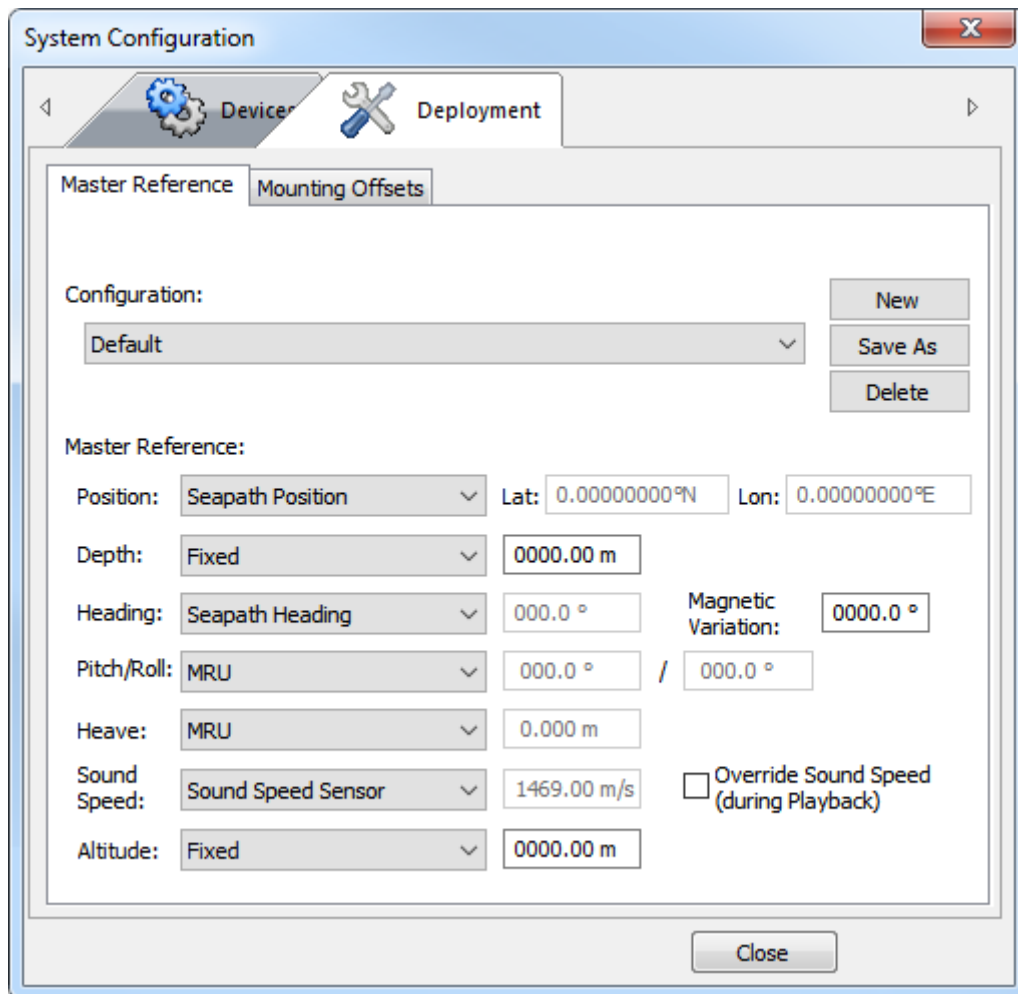 System Configuration
Devices Deployment
Master Reference Mounting Offsets
Configuration:
New
Default
Save As
Delete
Master Reference:
Position: Seapath Position Lat: 0.00000000°N Lon: 0.00000000°E
Depth: Fixed 0000.00 m
Heading: Seapath Heading 000.0 ° Magnetic
Variation: 0000.0 °
Pitch/Roll: MRU 000.0 ° / 000.0 °
Heave: MRU 0.000 m
Sound
Speed: Sound Speed Sensor 1469.00 m/s Override Sound Speed
(during Playback)
Altitude: Fixed 0000.00 m
Close